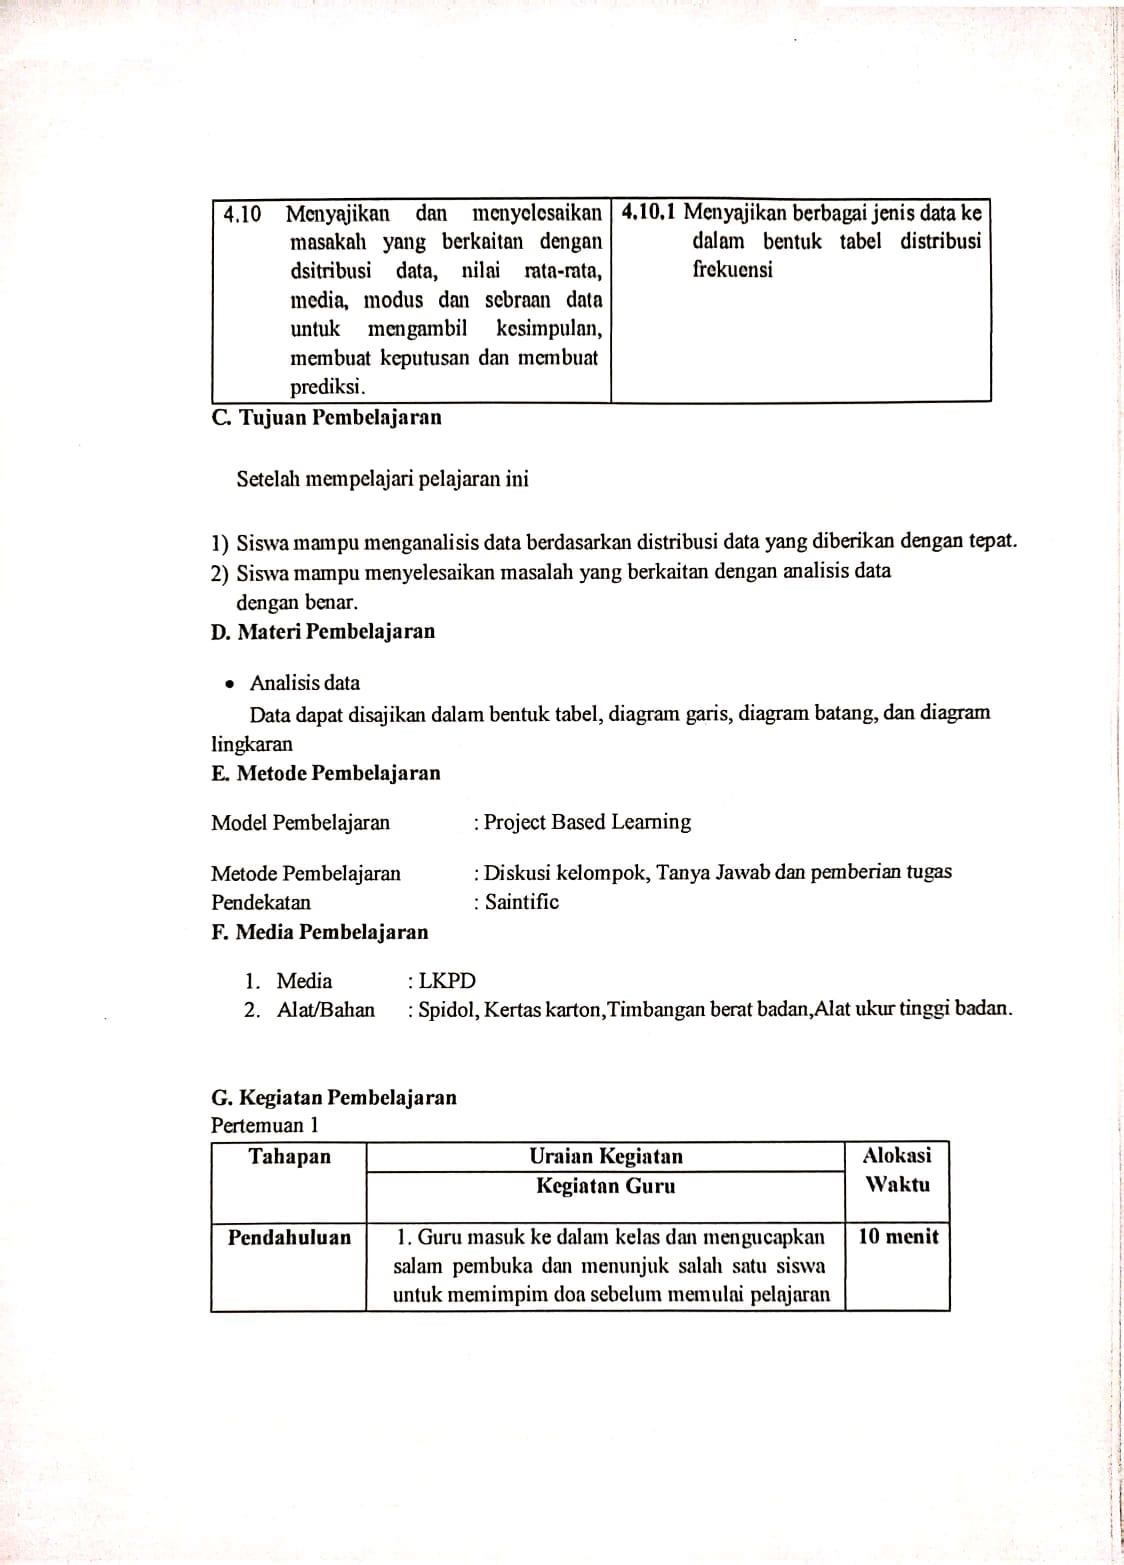 4.10 Menyajikan dan menyelesaikan
masakah yang berkaitan dengan
dsitribusi data, nilai rata-rata,
media, modus dan sebraan data
untuk mengambil kesimpulan,
membuat keputusan dan membuat
prediksi.
4.10.1 Menyajikan berbagai jenis data ke
dalam bentuk tabel distribusi
frekuensi
C. Tujuan Pembelajaran
Setelah mempelajari pelajaran ini
1) Siswa mampu menganalisis data berdasarkan distribusi data yang diberikan dengan tepat.
2) Siswa mampu menyelesaikan masalah yang berkaitan dengan analisis data
dengan benar.
D. Materi Pembelajaran
• Analisis data
Data dapat disajikan dalam bentuk tabel, diagram garis, diagram batang, dan diagram
lingkaran
E. Metode Pembelajaran
Model Pembelajaran : Project Based Learning
Metode Pembelajaran : Diskusi kelompok, Tanya Jawab dan pemberian tugas
Pendekatan : Saintific
F. Media Pembelajaran
1. Media : LKPD
2. Alat/Bahan : Spidol, Kertas karton,Timbangan berat badan,Alat ukur tinggi badan.
G. Kegiatan Pembelajaran
Pertemuan 1
Tahapan
Uraian Kegiatan
Kegiatan Guru
Alokasi
Waktu
Pendahuluan
1. Guru masuk ke dalam kelas dan mengucapkan
salam pembuka dan menunjuk salah satu siswa
untuk memimpim doa sebelum memulai pelajaran
10 menit